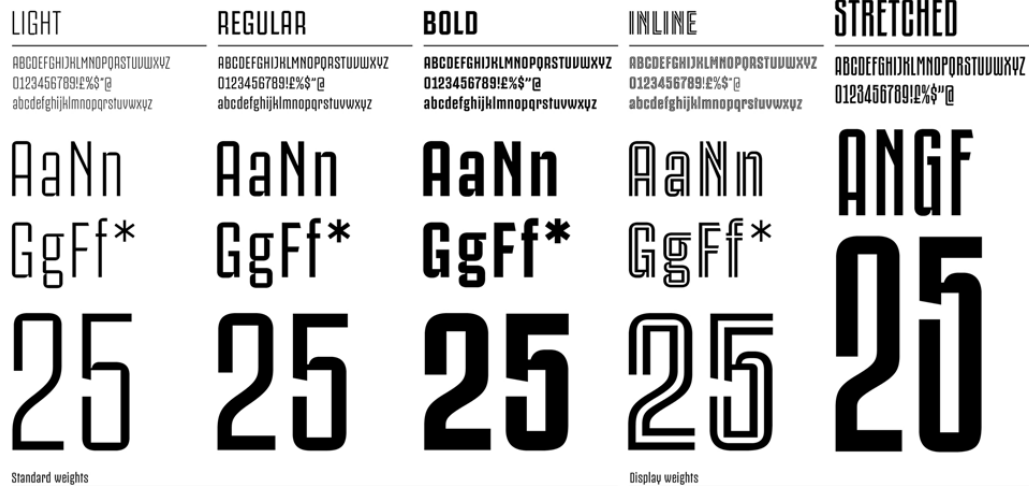 LIGHT
ABCDEFGHIJKLMNOPQRSTUVWXYZ
0123456789!£%$"@
abcdefghijklmnopqrstuvwxyz
AaNn
GgFf*
25
Standard weights
REGULAR
ABCDEFGHIJKLMNOPQRSTUVWXYZ
0123456789!£%$"@
abcdefghijklmnopqrstuvwxyz
AaNn
GgFf*
25
BOLD
ABCDEFGHIJKLMNOPQRSTUVWXYZ
0123456789!£%$"@
abcdefghijklmnopqrstuvwxyz
AaNn
GgFf*
25
INLINE
ABCDEFGHIJKLMNOPQRSTUVWXYZ
0123456789!£%$"@
abcdefghijklmnopqrstuvwxyz
AaNn
GgFf*
25
Display weights
STRETCHED
ABCDEFGHIJKLMNOPQRSTUVWXYZ
0123456789!£%$"@
ANGF
25